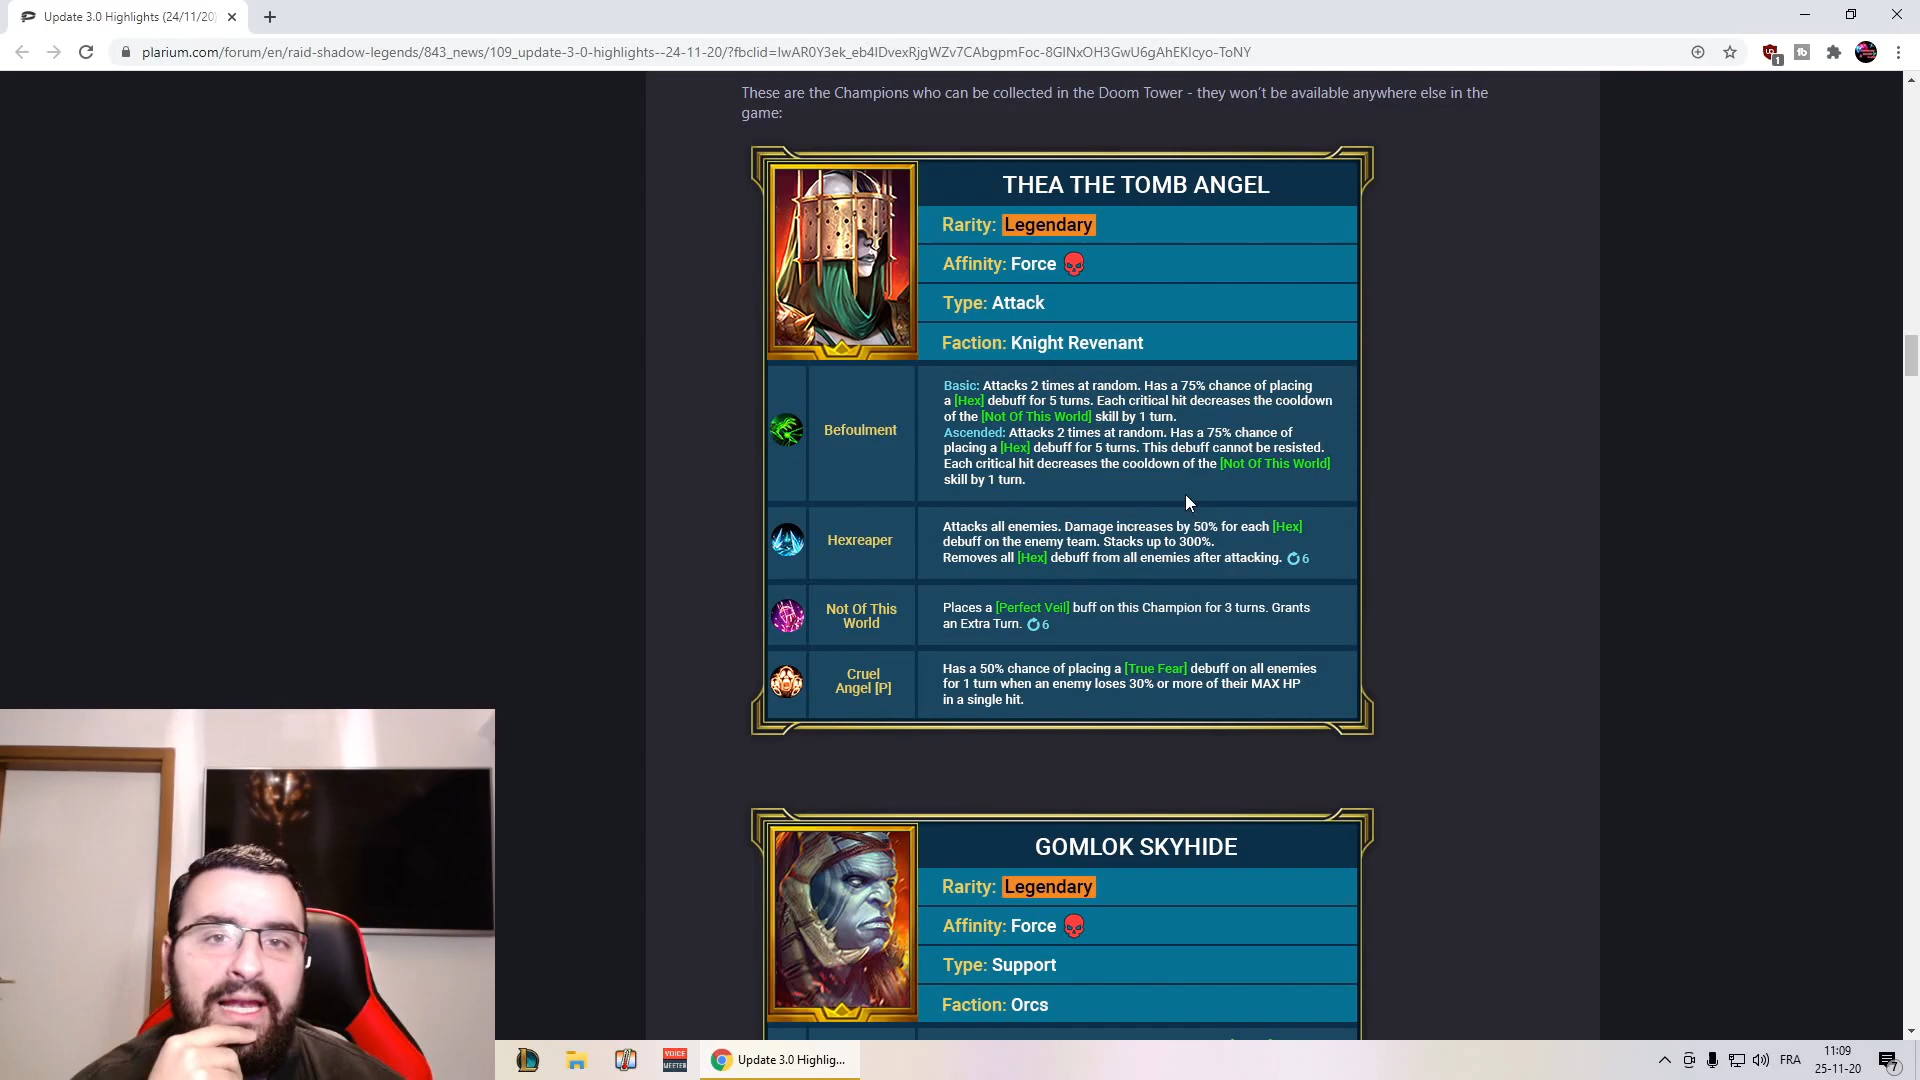 Update 3.0 Highlights (24/11/20)
plarium.com/forum/en/raid-shadow-legends/843_news/109_update-3-0-highlights--24-11-20/?fbclid=IwAR0Y3ek_eb4IDvexRjgWZv7CAbgpmFoc-8GINxOH3GwU6gAhEKIcyo-ToNY
1
These are the Champions who can be collected in the Doom Tower - they won't be available anywhere else in the
game:
THEA THE TOMB ANGEL
Rarity: Legendary
Affinity: Force
Type: Attack
Faction: Knight Revenant
Befoulment
Basic: Attacks 2 times at random. Has a 75% chance of placing
a [Hex] debuff for 5 turns. Each critical hit decreases the cooldown
of the [Not Of This World] skill by 1 turn.
Ascended: Attacks 2 times at random. Has a 75% chance of
placing a [Hex] debuff for 5 turns. This debuff cannot be resisted.
Each critical hit decreases the cooldown of the [Not Of This World]
skill by 1 turn.
Hexreaper
Attacks all enemies. Damage increases by 50% for each [Hex]
debuff on the enemy team. Stacks up to 300%.
Removes all [Hex] debuff from all enemies after attacking. 6
Not Of This
World
Places a [Perfect Veil] buff on this Champion for 3 turns. Grants
an Extra Turn. 6
Cruel
Angel [P]
Has a 50% chance of placing a [True Fear] debuff on all enemies
for 1 turn when an enemy loses 30% or more of their MAX HP
in a single hit.
GOMLOK SKYHIDE
Rarity: Legendary
Affinity: Force
Type: Support
Faction: Orcs
VOICE
MEETER
Update 3.0 Highlig...
FRA
11:09
25-11-20
7